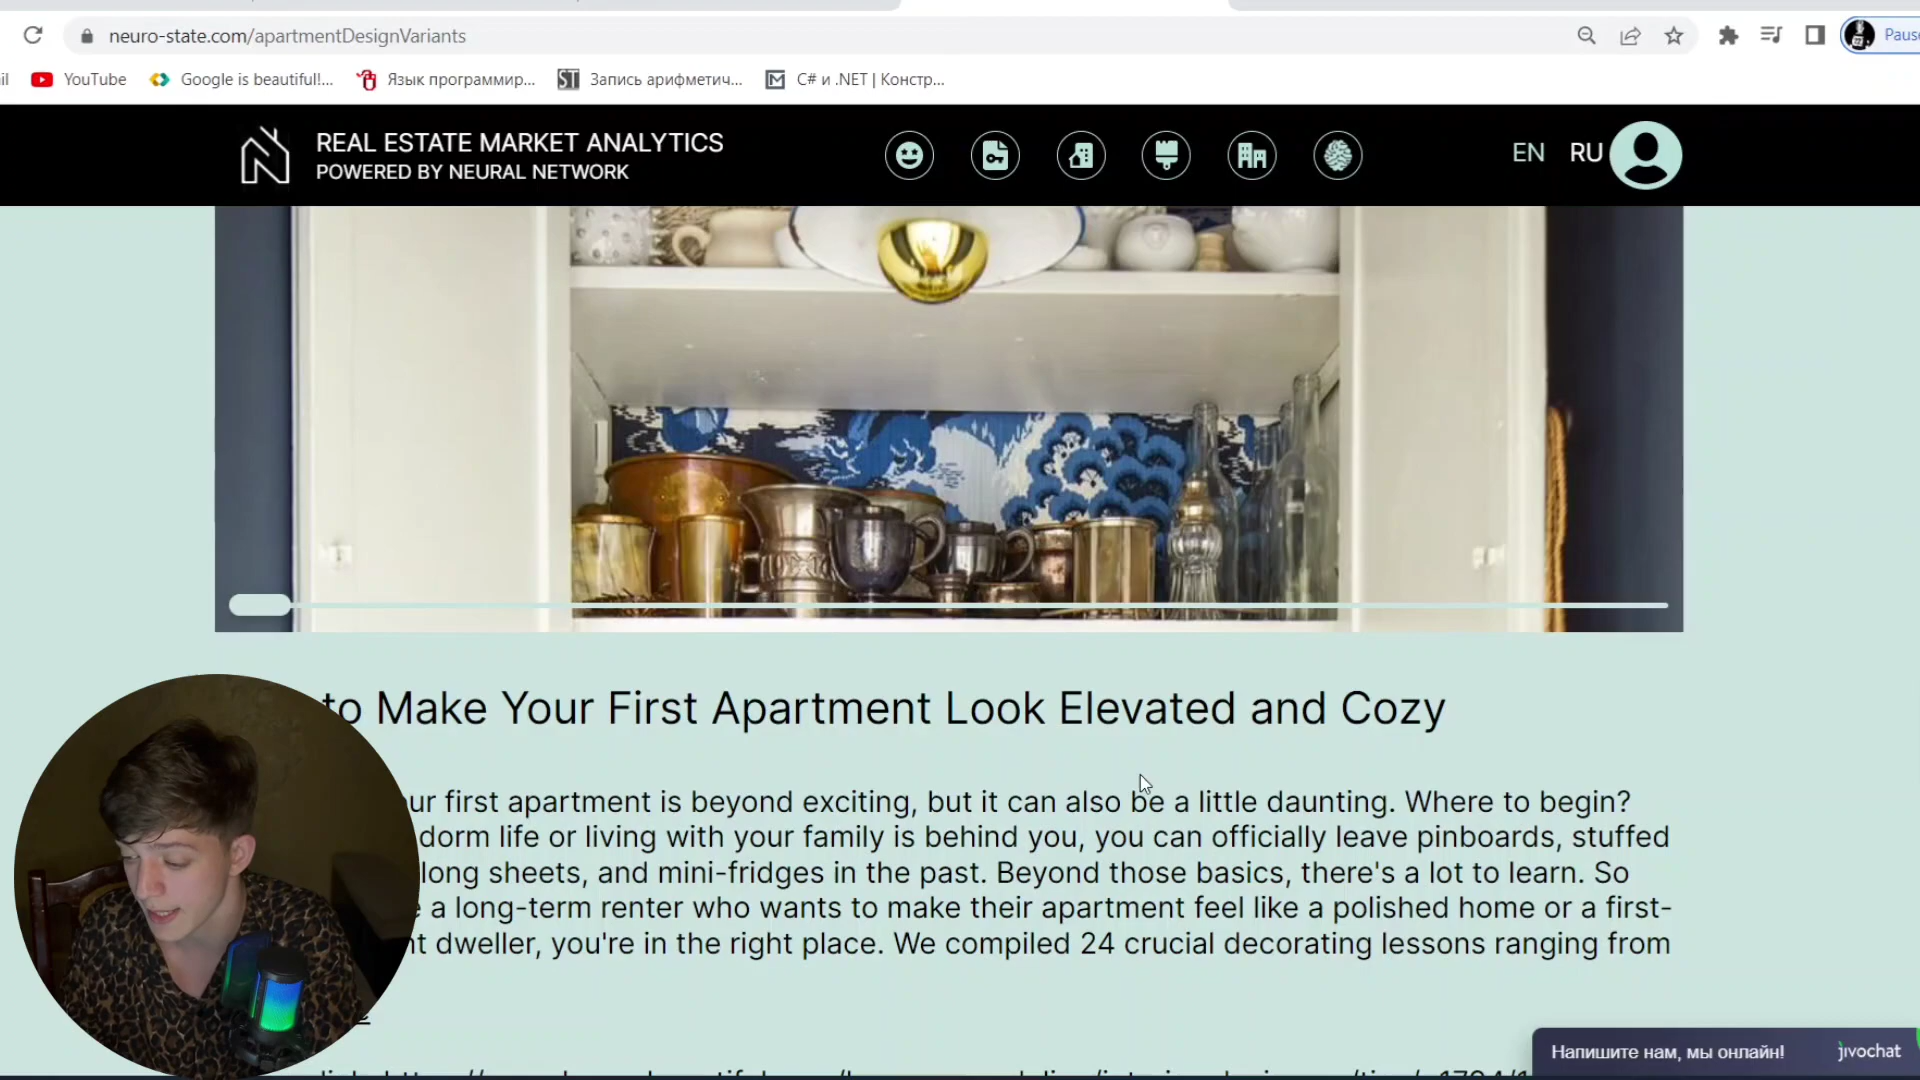 neuro-state.com/apartmentDesignVariants
YouTube
Google is beautiful!...
Язык программир...
ST
Запись арифметич...
M
C# и .NET | Констр...
REAL ESTATE MARKET ANALYTICS
POWERED BY NEURAL NETWORK
EN RU
to Make Your First Apartment Look Elevated and Cozy
ur first apartment is beyond exciting, but it can also be a little daunting. Where to begin?
dorm life or living with your family is behind you, you can officially leave pinboards, stuffed
long sheets, and mini-fridges in the past. Beyond those basics, there's a lot to learn. So
a long-term renter who wants to make their apartment feel like a polished home or a first-
nt dweller, you're in the right place. We compiled 24 crucial decorating lessons ranging from
Напишите нам, мы онлайн!
jivochat